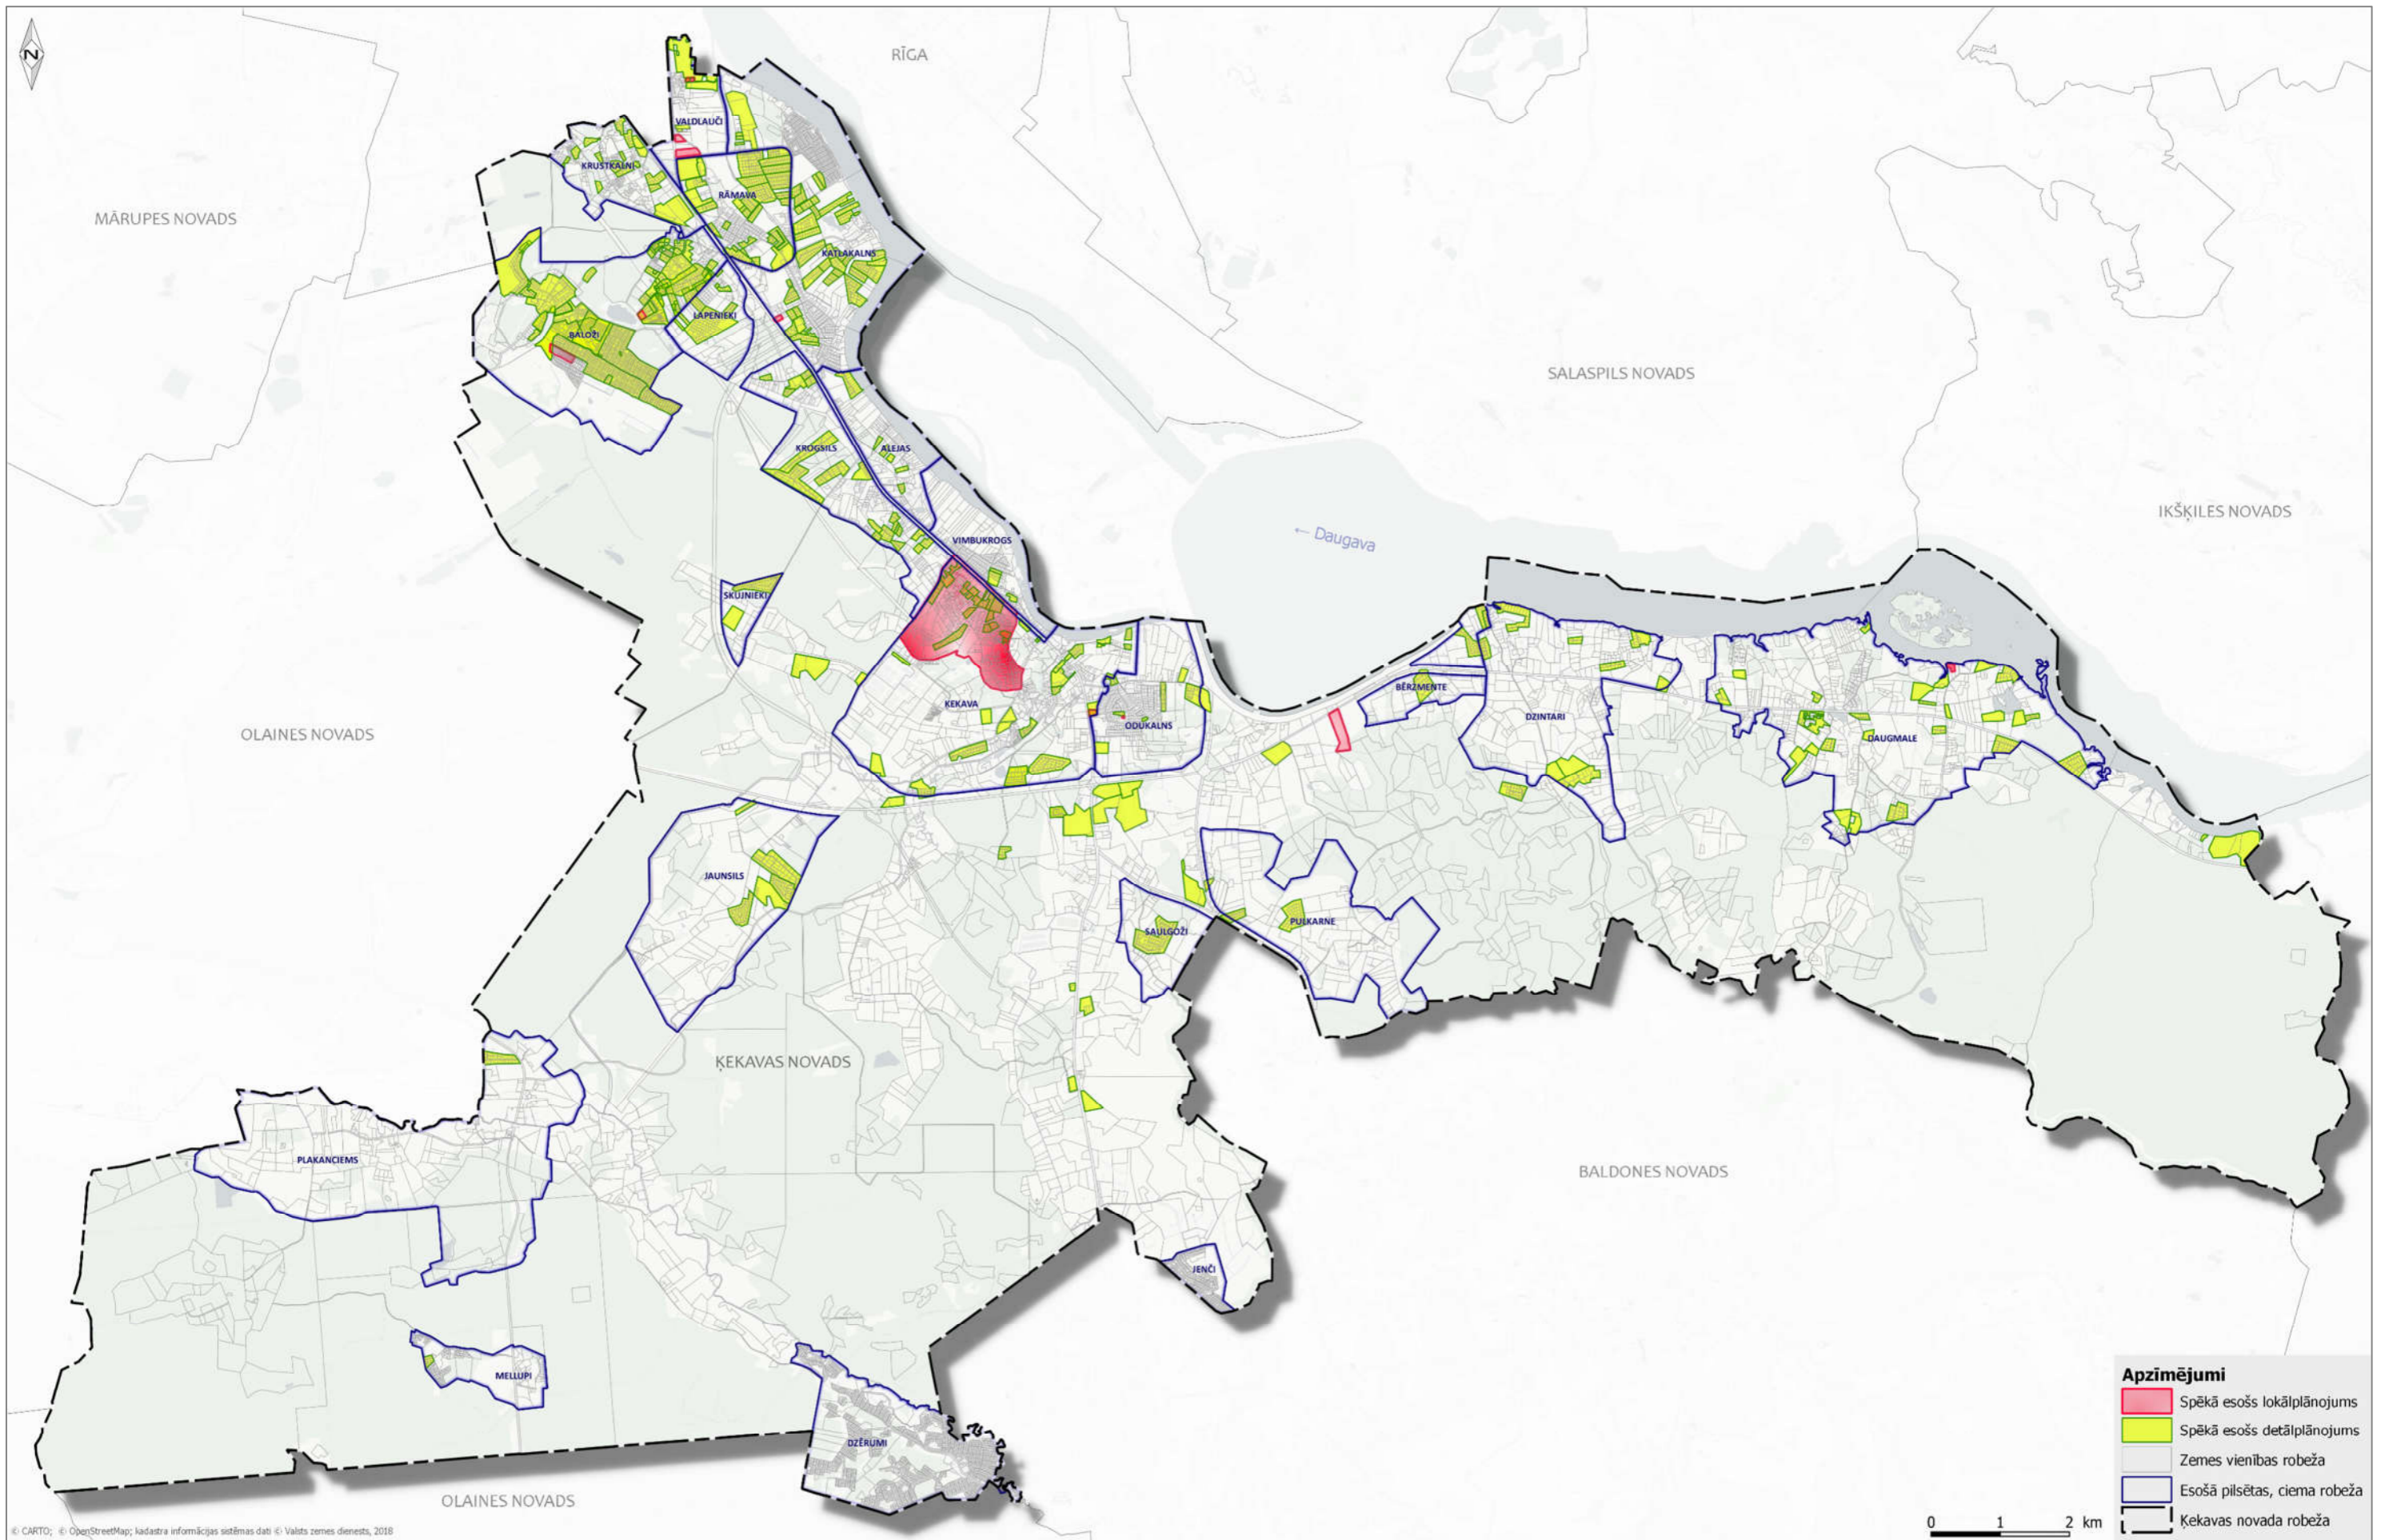 N
RĪGA
VALDLAUČI
KRUSTKALNI
RĀMAVA
MĀRUPES NOVADS
KATLAKALNS
LAPENIEKI
BALOŽI
SALASPILS NOVADS
KROGSILS
ALEJAS
IKŠĶILES NOVADS
← Daugava
VIMBUKROGS
SKUJNIEKI
BĒRZMENTE
ĶEKAVA
DZINTARI
ODUKALNS
OLAINES NOVADS
DAUGMALE
JAUNSILS
PULKARNE
SAULGOŽI
ĶEKAVAS NOVADS
PLAKANCIEMS
BALDONES NOVADS
JENČI
MELLUPI
DZĒRUMI
OLAINES NOVADS
Apzīmējumi
Spēkā esošs lokālplānojums
Spēkā esošs detālplānojums
Zemes vienības robeža
Esošā pilsētas, ciema robeža
Ķekavas novada robeža
0 1 2 km
© CARTO; © OpenStreetMap; kadastra informācijas sistēmas dati © Valsts zemes dienests, 2018